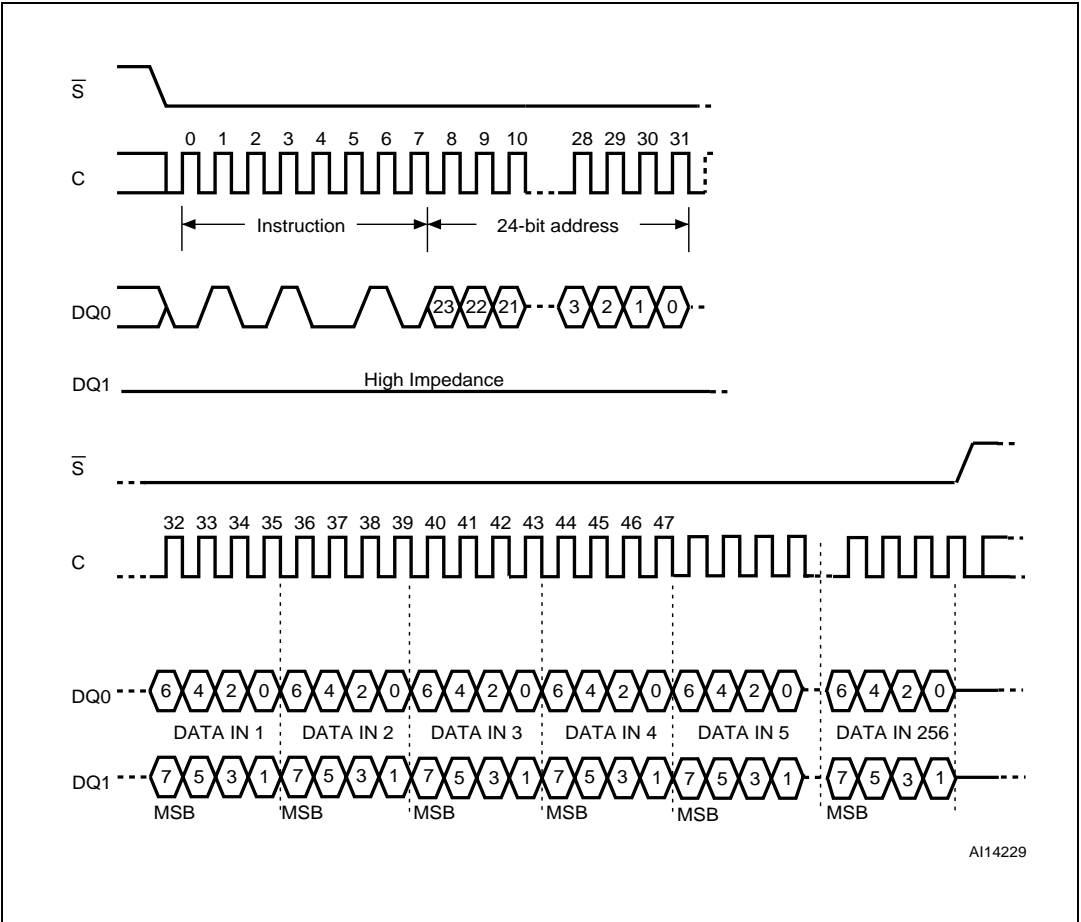 S
0 1 2 3 4 5 6 7 8 9 10 28 29 30 31
C
Instruction 24-bit address
DQ0 23 22 21 3 2 1 0
High Impedance
DQ1
S
32 33 34 35 36 37 38 39 40 41 42 43 44 45 46 47
C
DQ0 6 4 2 0 6 4 2 0 6 4 2 0 6 4 2 0 6 4 2 0 6 4 2 0
DATA IN 1 DATA IN 2 DATA IN 3 DATA IN 4 DATA IN 5 DATA IN 256
DQ1 7 5 3 1 7 5 3 1 7 5 3 1 7 5 3 1 7 5 3 1 7 5 3 1
MSB MSB MSB MSB MSB MSB
AI14229